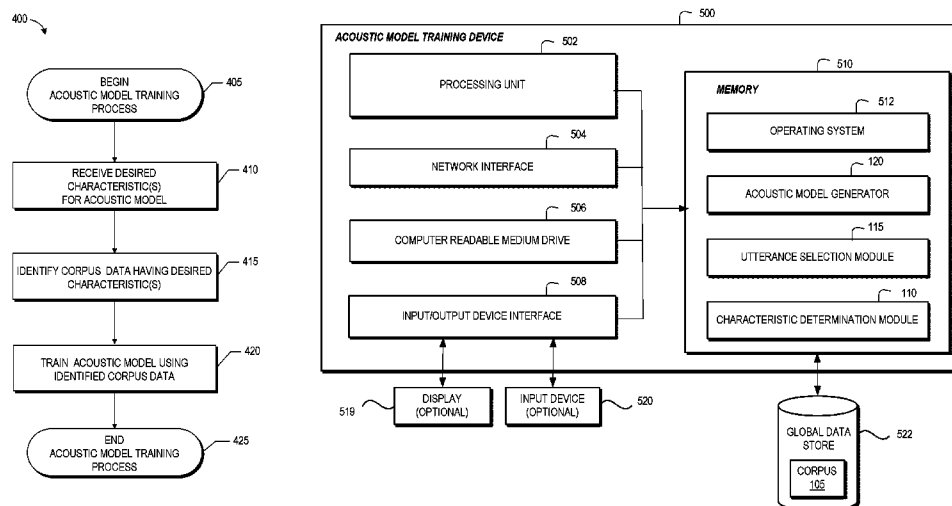 400
BEGIN
ACOUSTIC MODEL TRAINING
PROCESS
405
RECEIVE DESIRED
CHARACTERISTIC(S)
FOR ACOUSTIC MODEL
410
IDENTIFY CORPUS DATA HAVING DESIRED
CHARACTERISTIC(S)
415
TRAIN ACOUSTIC MODEL USING
IDENTIFIED CORPUS DATA
420
END
ACOUSTIC MODEL TRAINING
PROCESS
425
500
ACOUSTIC MODEL TRAINING DEVICE
502
PROCESSING UNIT
504
NETWORK INTERFACE
506
COMPUTER READABLE MEDIUM DRIVE
508
INPUT/OUTPUT DEVICE INTERFACE
510
MEMORY
512
OPERATING SYSTEM
120
ACOUSTIC MODEL GENERATOR
115
UTTERANCE SELECTION MODULE
110
CHARACTERISTIC DETERMINATION MODULE
519
DISPLAY
(OPTIONAL)
INPUT DEVICE
(OPTIONAL)
520
GLOBAL DATA
STORE
522
CORPUS
105